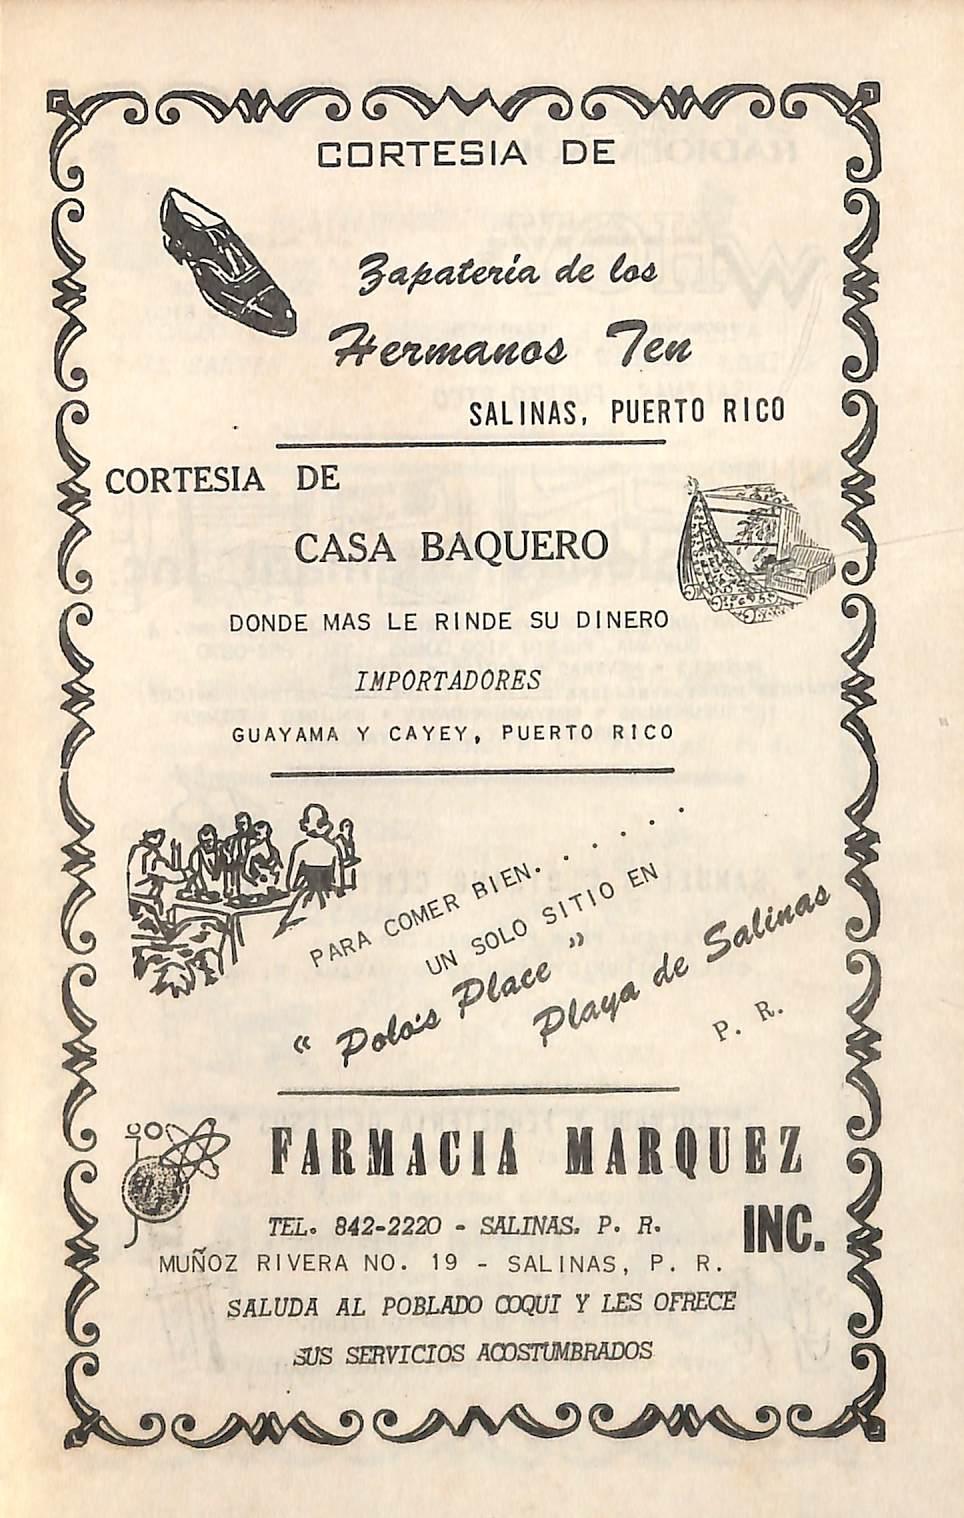 CORTESIA DE
Zapatería de los
Hermanos Ten
SALINAS, PUERTO RICO
CORTESIA DE
CASA BAQUERO
DONDE MAS LE RINDE SU DINERO
IMPORTADORES
GUAYAMA Y CAYEY, PUERTO RICO
PARA COMER BIEN. . . . . . .
UN SOLO SITIO EN
“ Polo's Place ”
Playa de Salinas
P. R.
FARMACIA MARQUEZ
INC.
TEL. 842-2220 - SALINAS. P. R.
MUÑOZ RIVERA NO. 19 - SALINAS, P. R.
SALUDA AL POBLADO COQUI Y LES OFRECE
SUS SERVICIOS ACOSTUMBRADOS